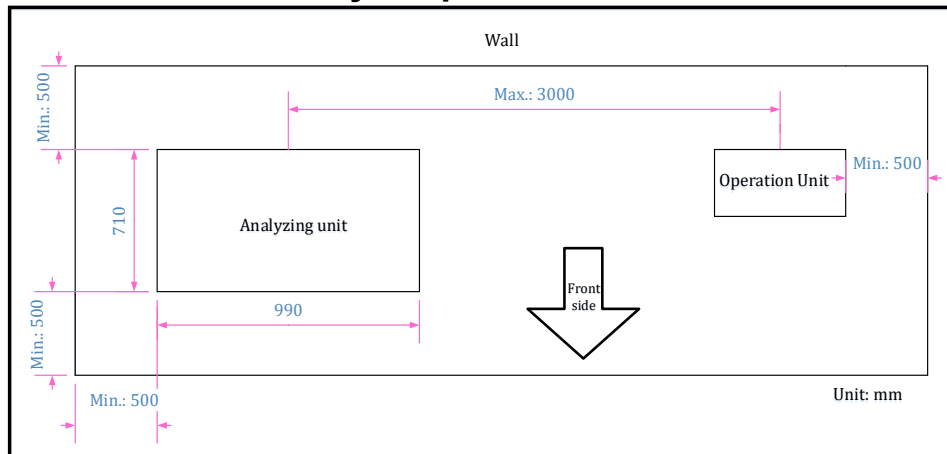 Wall
Min.: 500
Max.: 3000
Min.: 500
Operation Unit
Analyzing unit
710
Front
side
990
Min.: 500
Min.: 500
Unit: mm